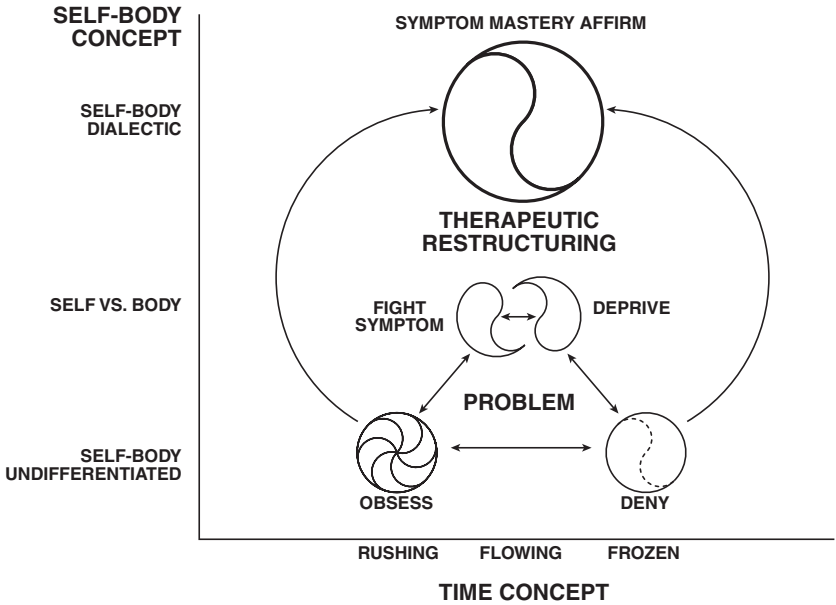 SELF-BODY
CONCEPT
SYMPTOM MASTERY AFFIRM
SELF-BODY
DIALECTIC
THERAPEUTIC
RESTRUCTURING
SELF VS. BODY
FIGHT
SYMPTOM
DEPRIVE
PROBLEM
SELF-BODY
UNDIFFERENTIATED
OBSESS
DENY
RUSHING
FLOWING
FROZEN
TIME CONCEPT